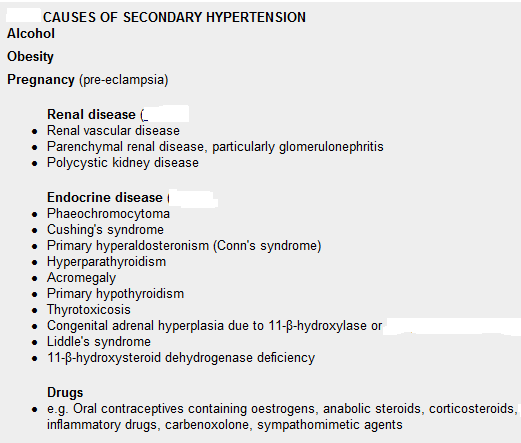 CAUSES OF SECONDARY HYPERTENSION
Alcohol
Obesity
Pregnancy (pre-eclampsia)
Renal disease (
• Renal vascular disease
• Parenchymal renal disease, particularly glomerulonephritis
• Polycystic kidney disease
Endocrine disease (
• Phaeochromocytoma
• Cushing's syndrome
• Primary hyperaldosteronism (Conn's syndrome)
• Hyperparathyroidism
• Acromegaly
• Primary hypothyroidism
• Thyrotoxicosis
• Congenital adrenal hyperplasia due to 11-β-hydroxylase or
• Liddle's syndrome
• 11-β-hydroxysteroid dehydrogenase deficiency
Drugs
• e.g. Oral contraceptives containing oestrogens, anabolic steroids, corticosteroids,
inflammatory drugs, carbenoxolone, sympathomimetic agents